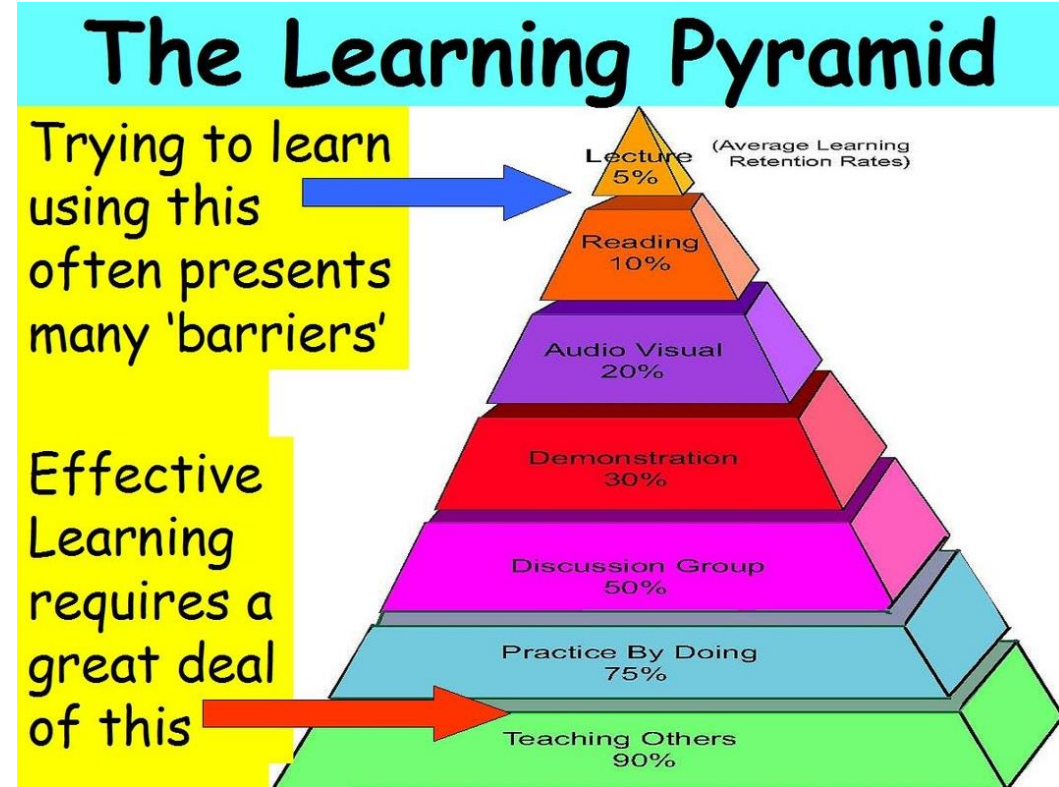 The Learning Pyramid
Trying to learn
using this
often presents
many ‘barriers’
Effective
Learning
requires a
great deal
of this
(Average Learning
Retention Rates)
Lecture
5%
Reading
10%
Audio Visual
20%
Demonstration
30%
Discussion Group
50%
Practice By Doing
75%
Teaching Others
90%